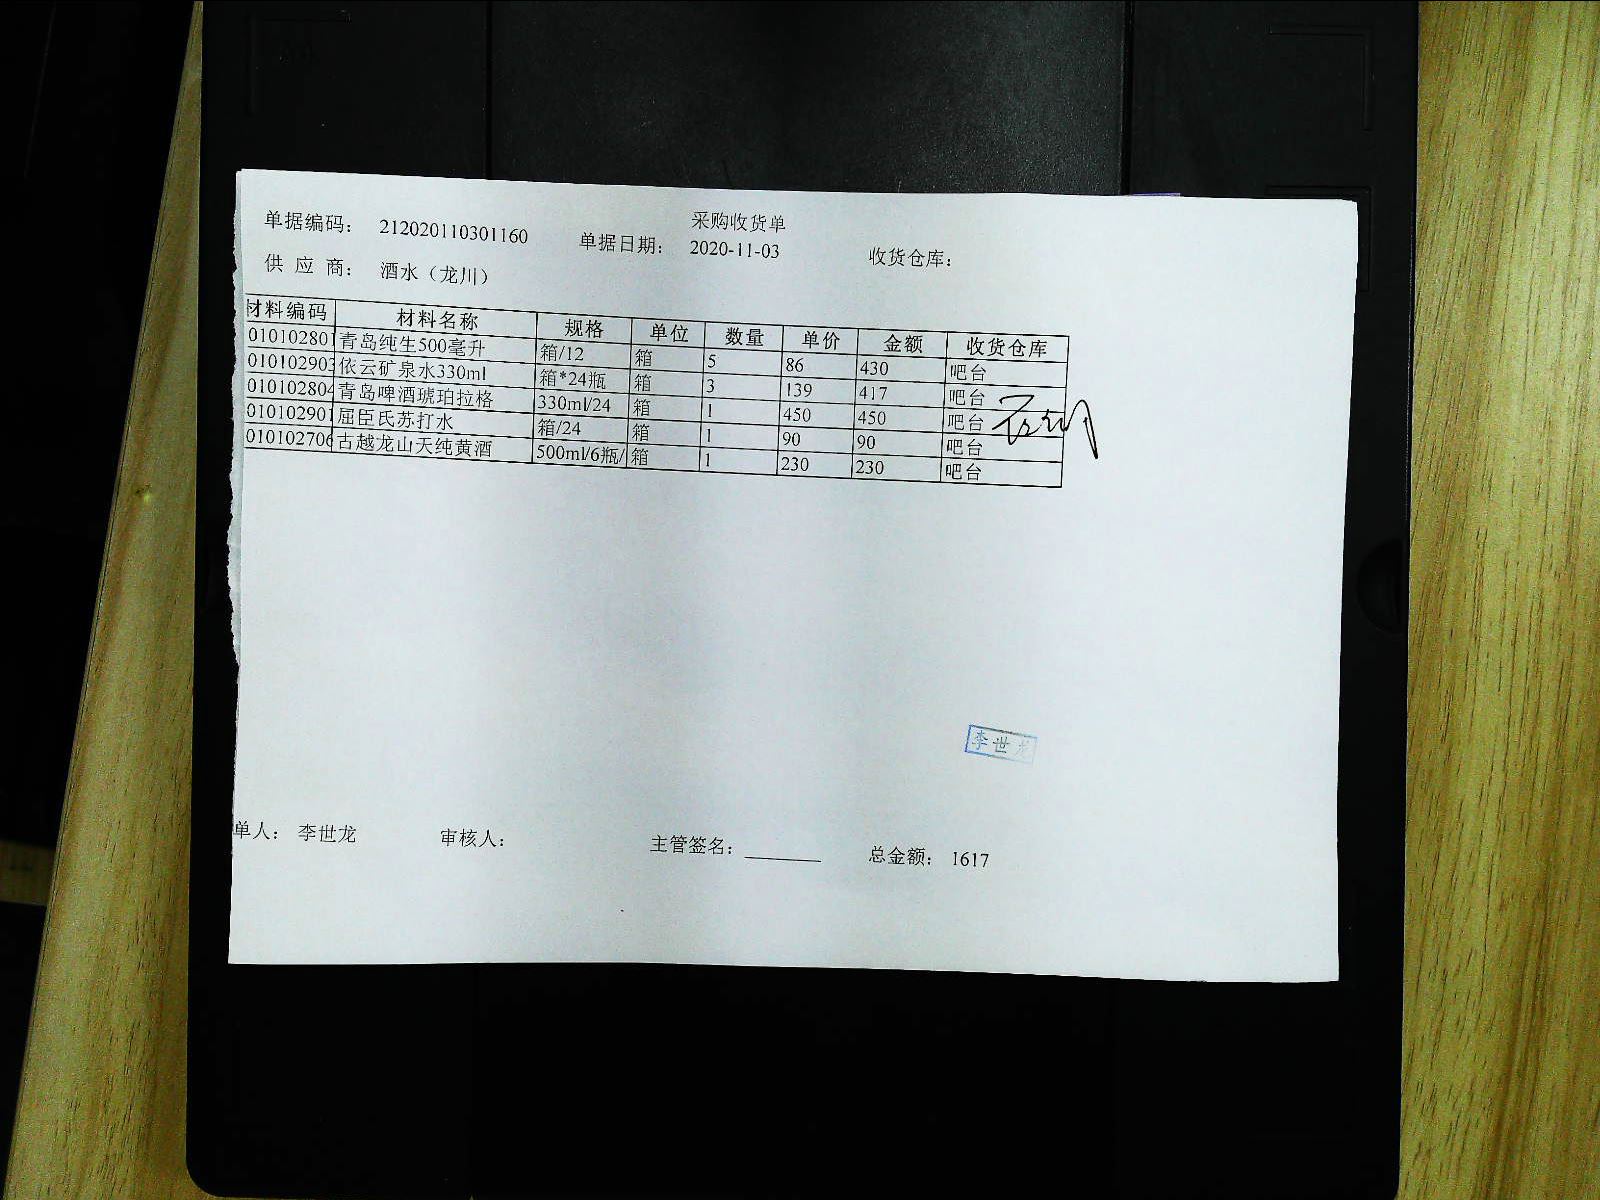 采购收货单
单据编码： 212020110301160 单据日期： 2020-11-03 收货仓库：
供 应 商： 酒水（龙川）
材料编码 材料名称 规格 单位 数量 单价 金额 收货仓库
010102801 青岛纯生500毫升 箱/12 箱 5 86 430 吧台
010102903 依云矿泉水330ml 箱*24瓶 箱 3 139 417 吧台
010102804 青岛啤酒琥珀拉格 330ml/24 箱 1 450 450 吧台
010102901 屈臣氏苏打水 箱/24 箱 1 90 90 吧台
010102706 古越龙山天纯黄酒 500ml/6瓶/ 箱 1 230 230 吧台
李世龙
单人： 李世龙 审核人： 主管签名： 总金额： 1617